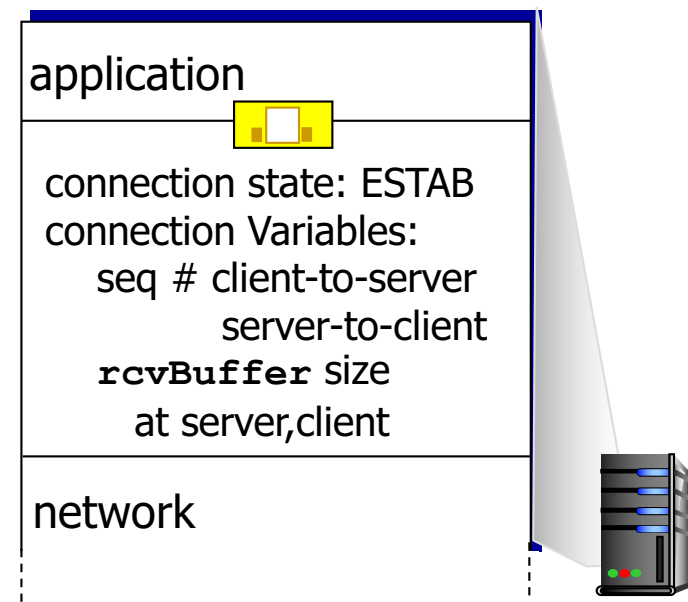 application
connection state: ESTAB
connection Variables:
seq # client-to-server
server-to-client
rcvBuffer size
at server,client
network